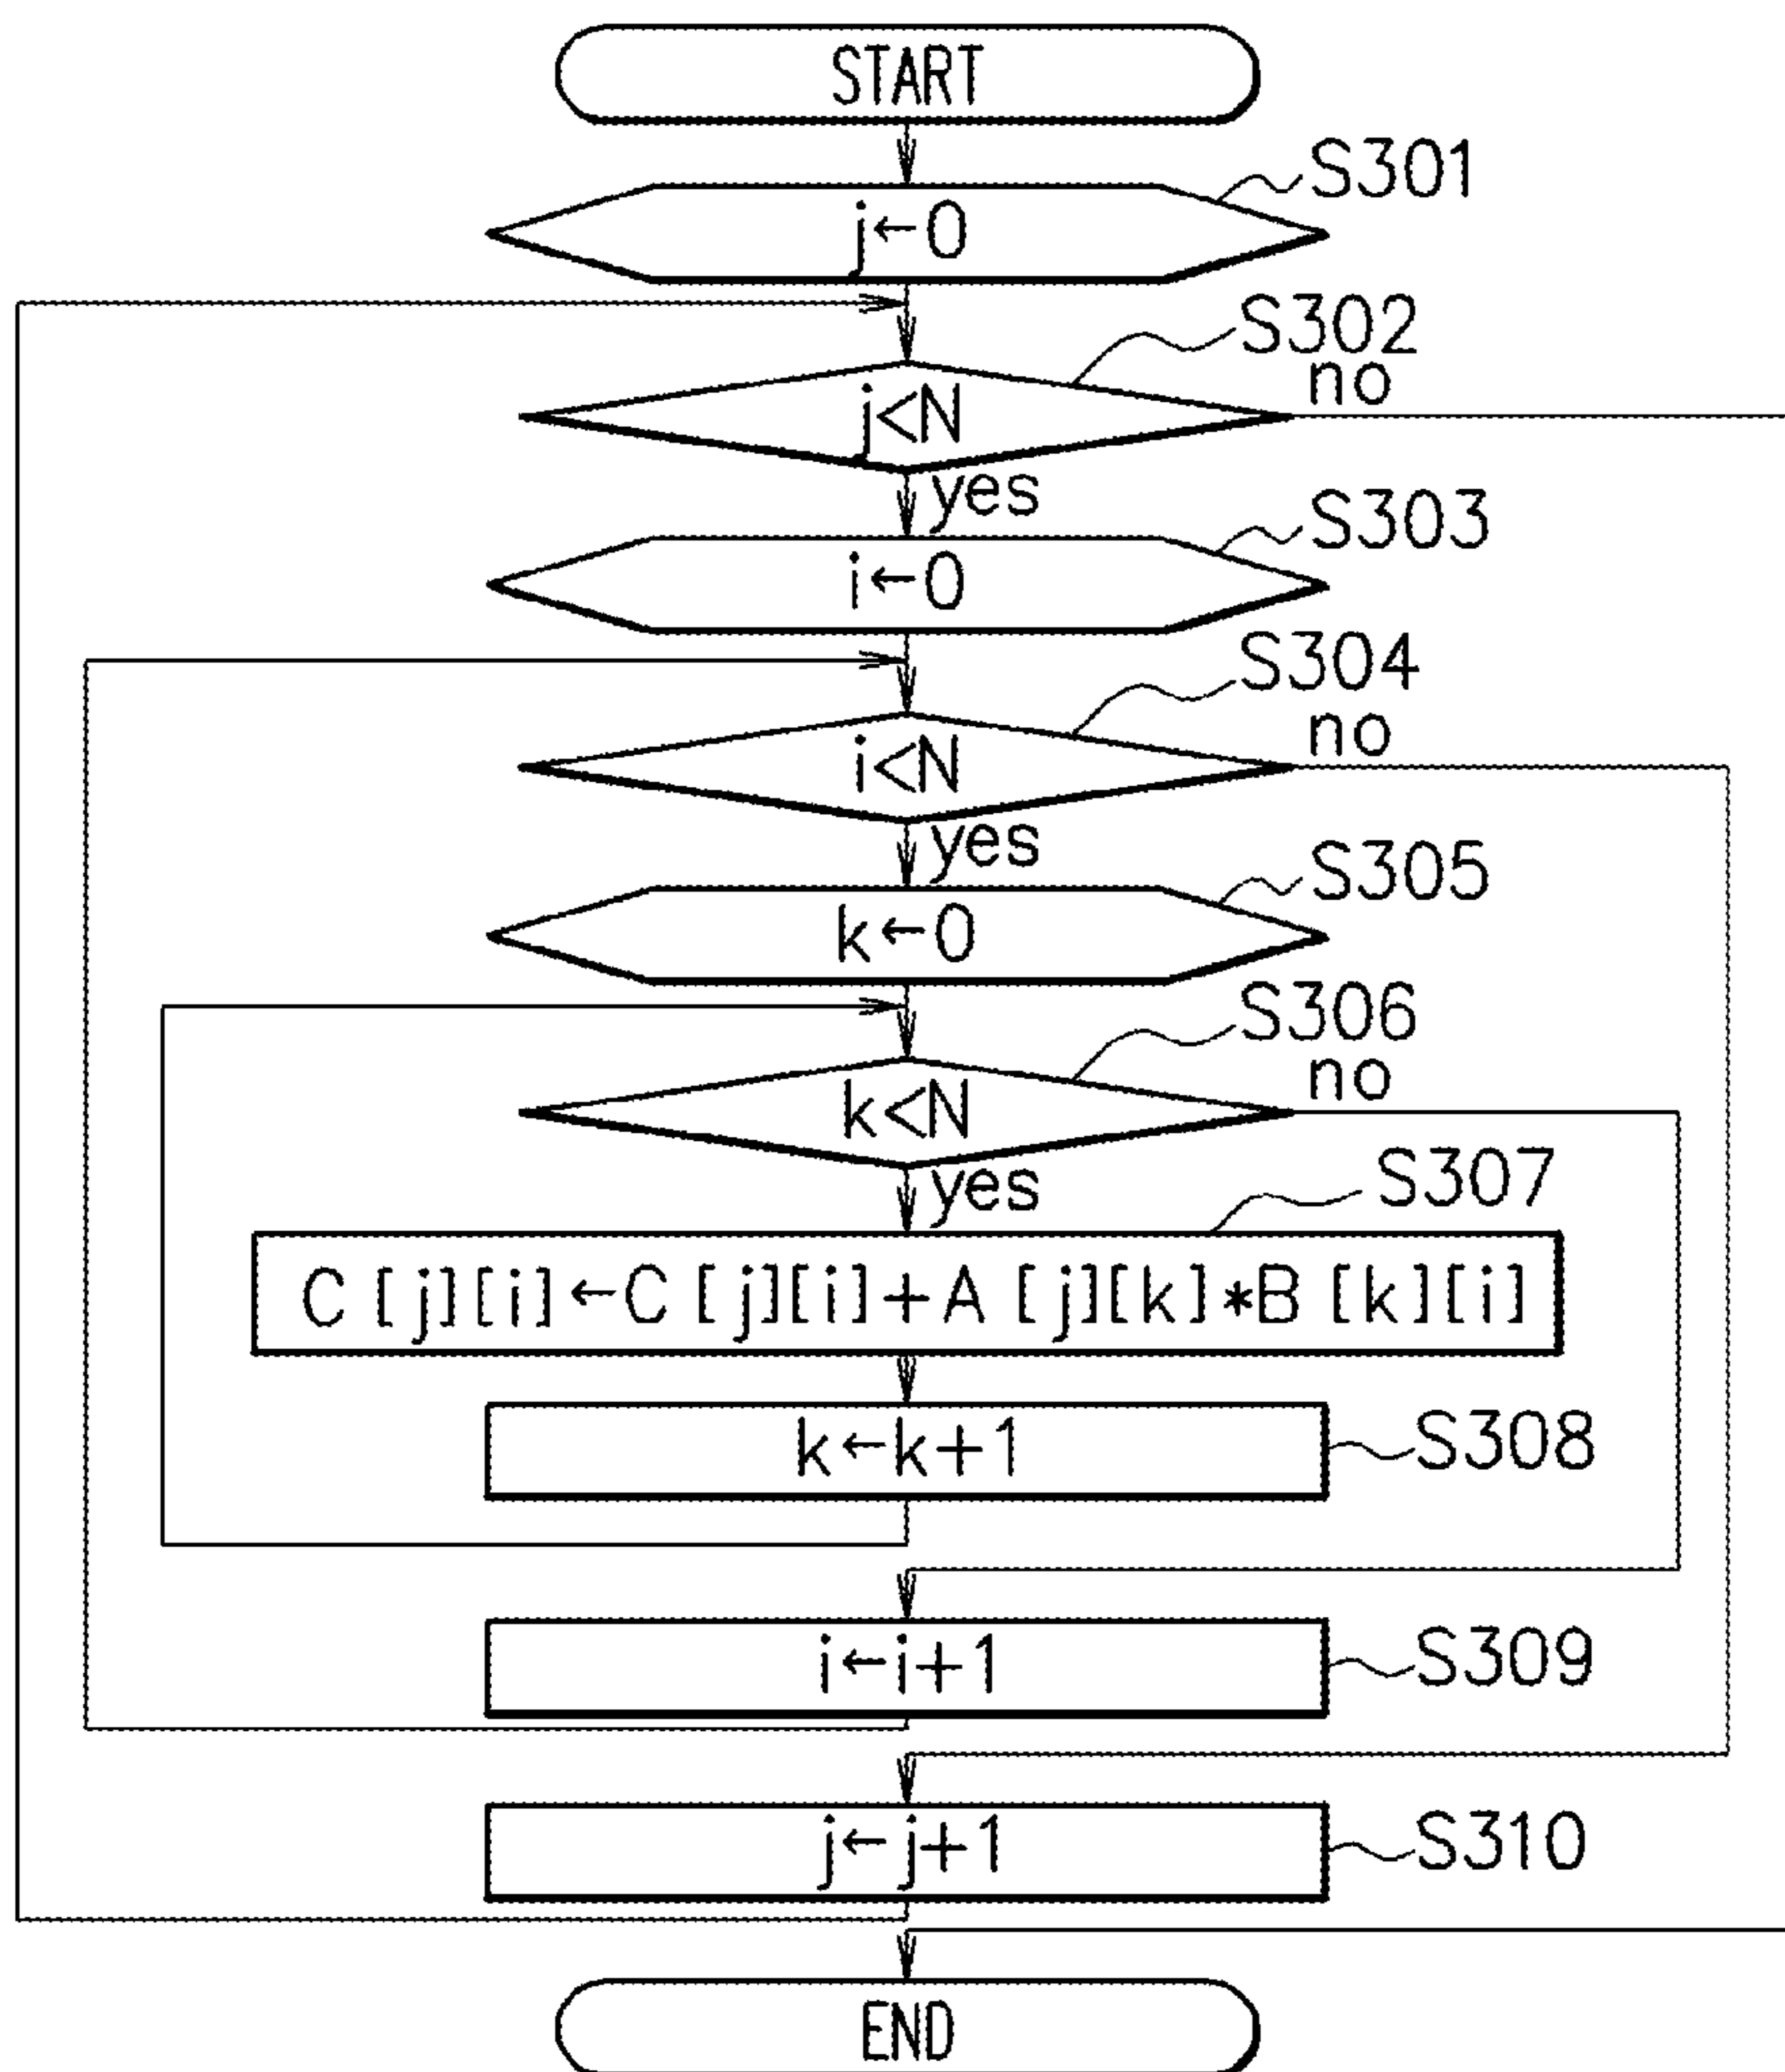 START
S301
j←0
S302
no
j<N
yes
S303
i←0
S304
no
i<N
yes
S305
k←0
S306
no
k<N
yes
S307
C[j][i]←C[j][i]+A[j][k]*B[k][i]
k←k+1
S308
i←i+1
S309
j←j+1
S310
END